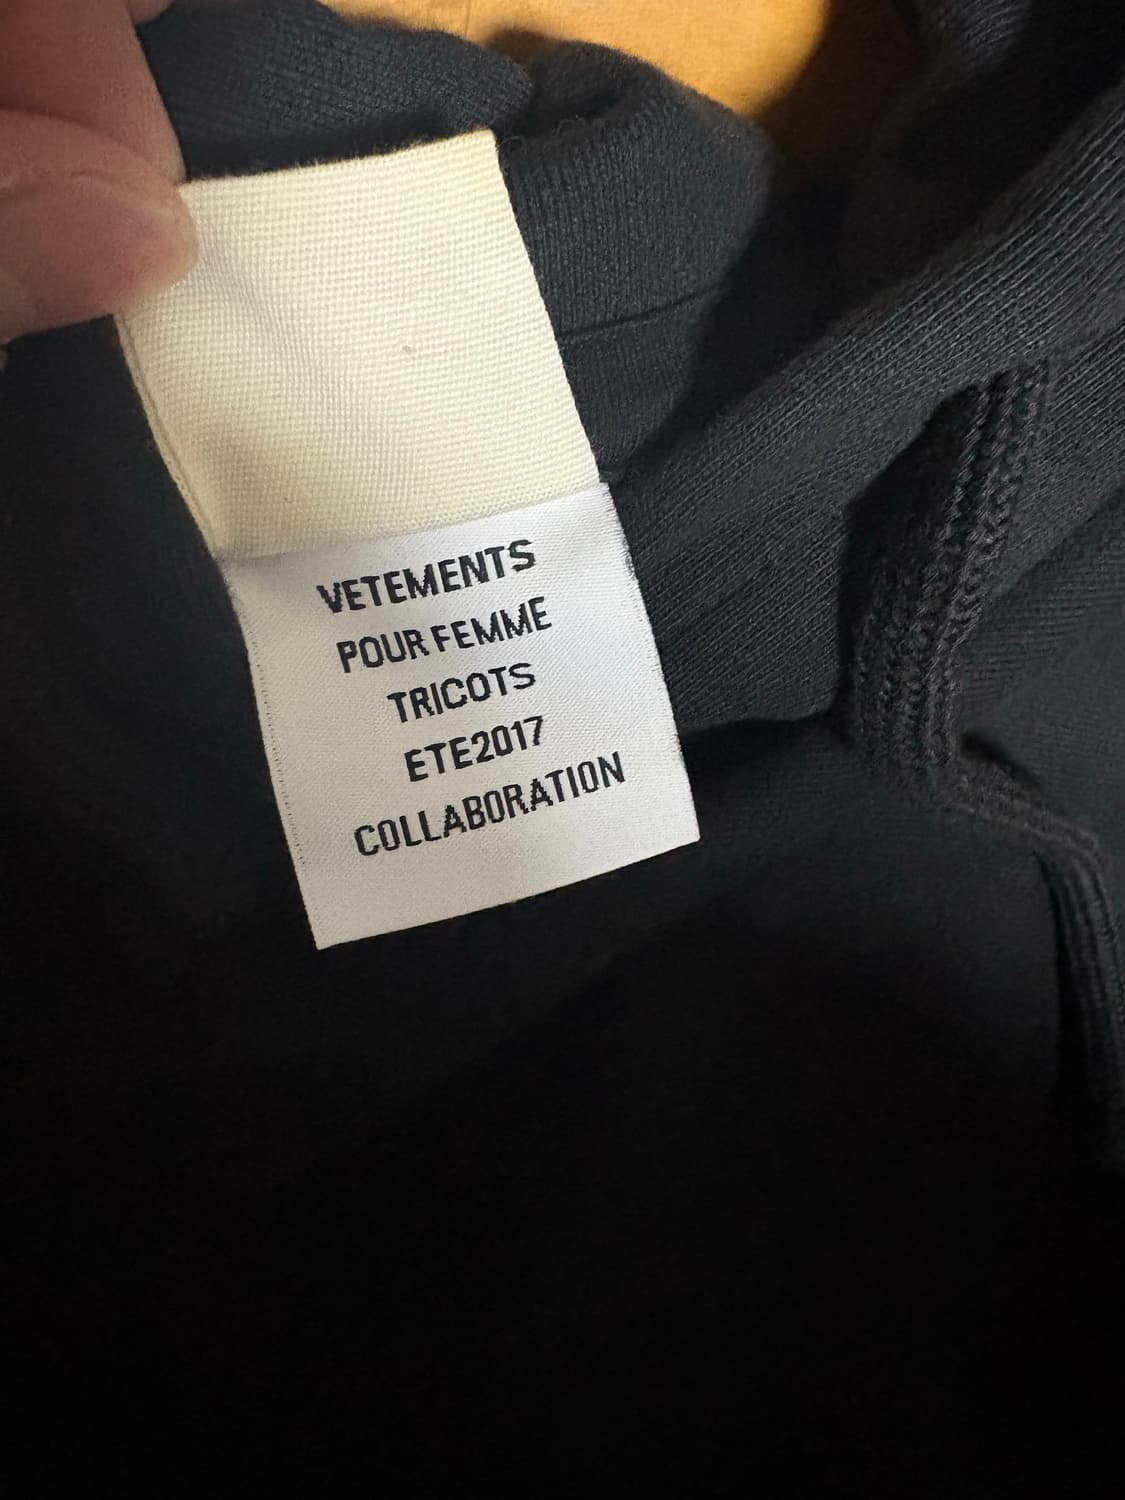 VETEMENTS
POUR FEMME
TRICOTS
ETE2017
COLLABORATION